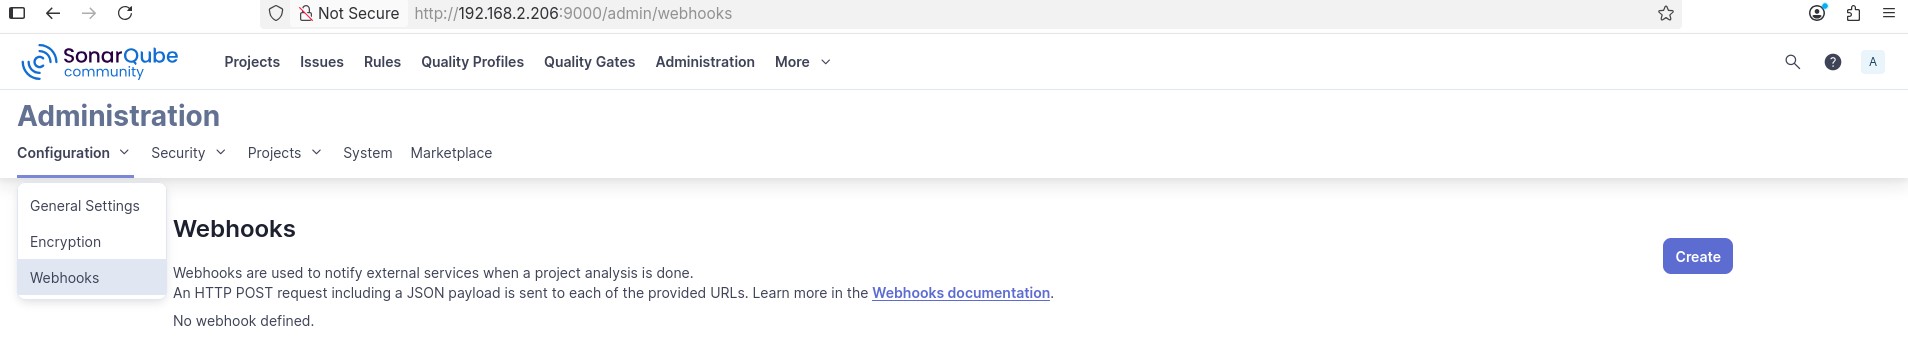 Not Secure http://192.168.2.206:9000/admin/webhooks
SonarQube community Projects Issues Rules Quality Profiles Quality Gates Administration More ? A
Administration
Configuration Security Projects System Marketplace
General Settings
Encryption
Webhooks
Webhooks
Create
Webhooks are used to notify external services when a project analysis is done.
An HTTP POST request including a JSON payload is sent to each of the provided URLs. Learn more in the Webhooks documentation.
No webhook defined.